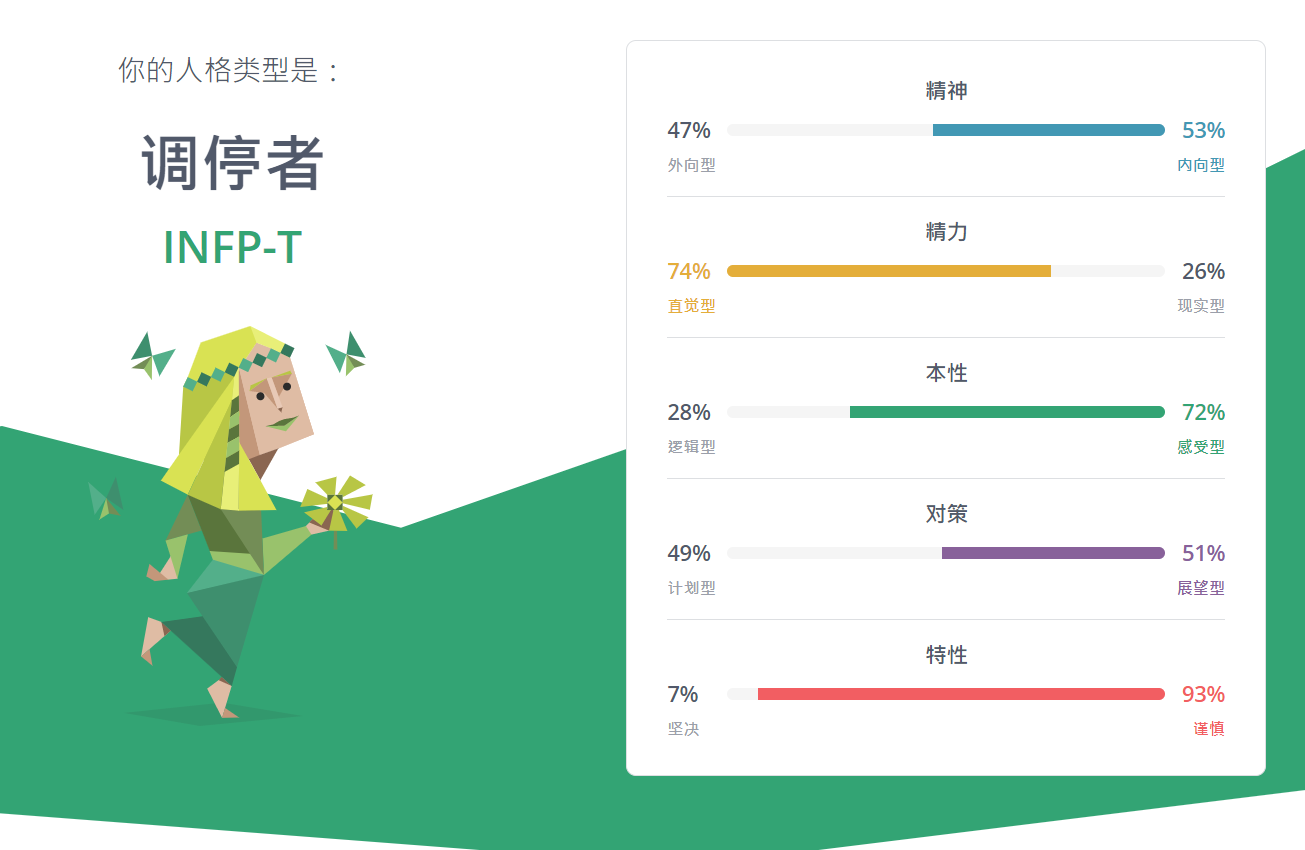 你的人格类型是：
调停者
INFP-T
精神
47% 53%
外向型 内向型
精力
74% 26%
直觉型 现实型
本性
28% 72%
逻辑型 感受型
对策
49% 51%
计划型 展望型
特性
7% 93%
坚决 谨慎